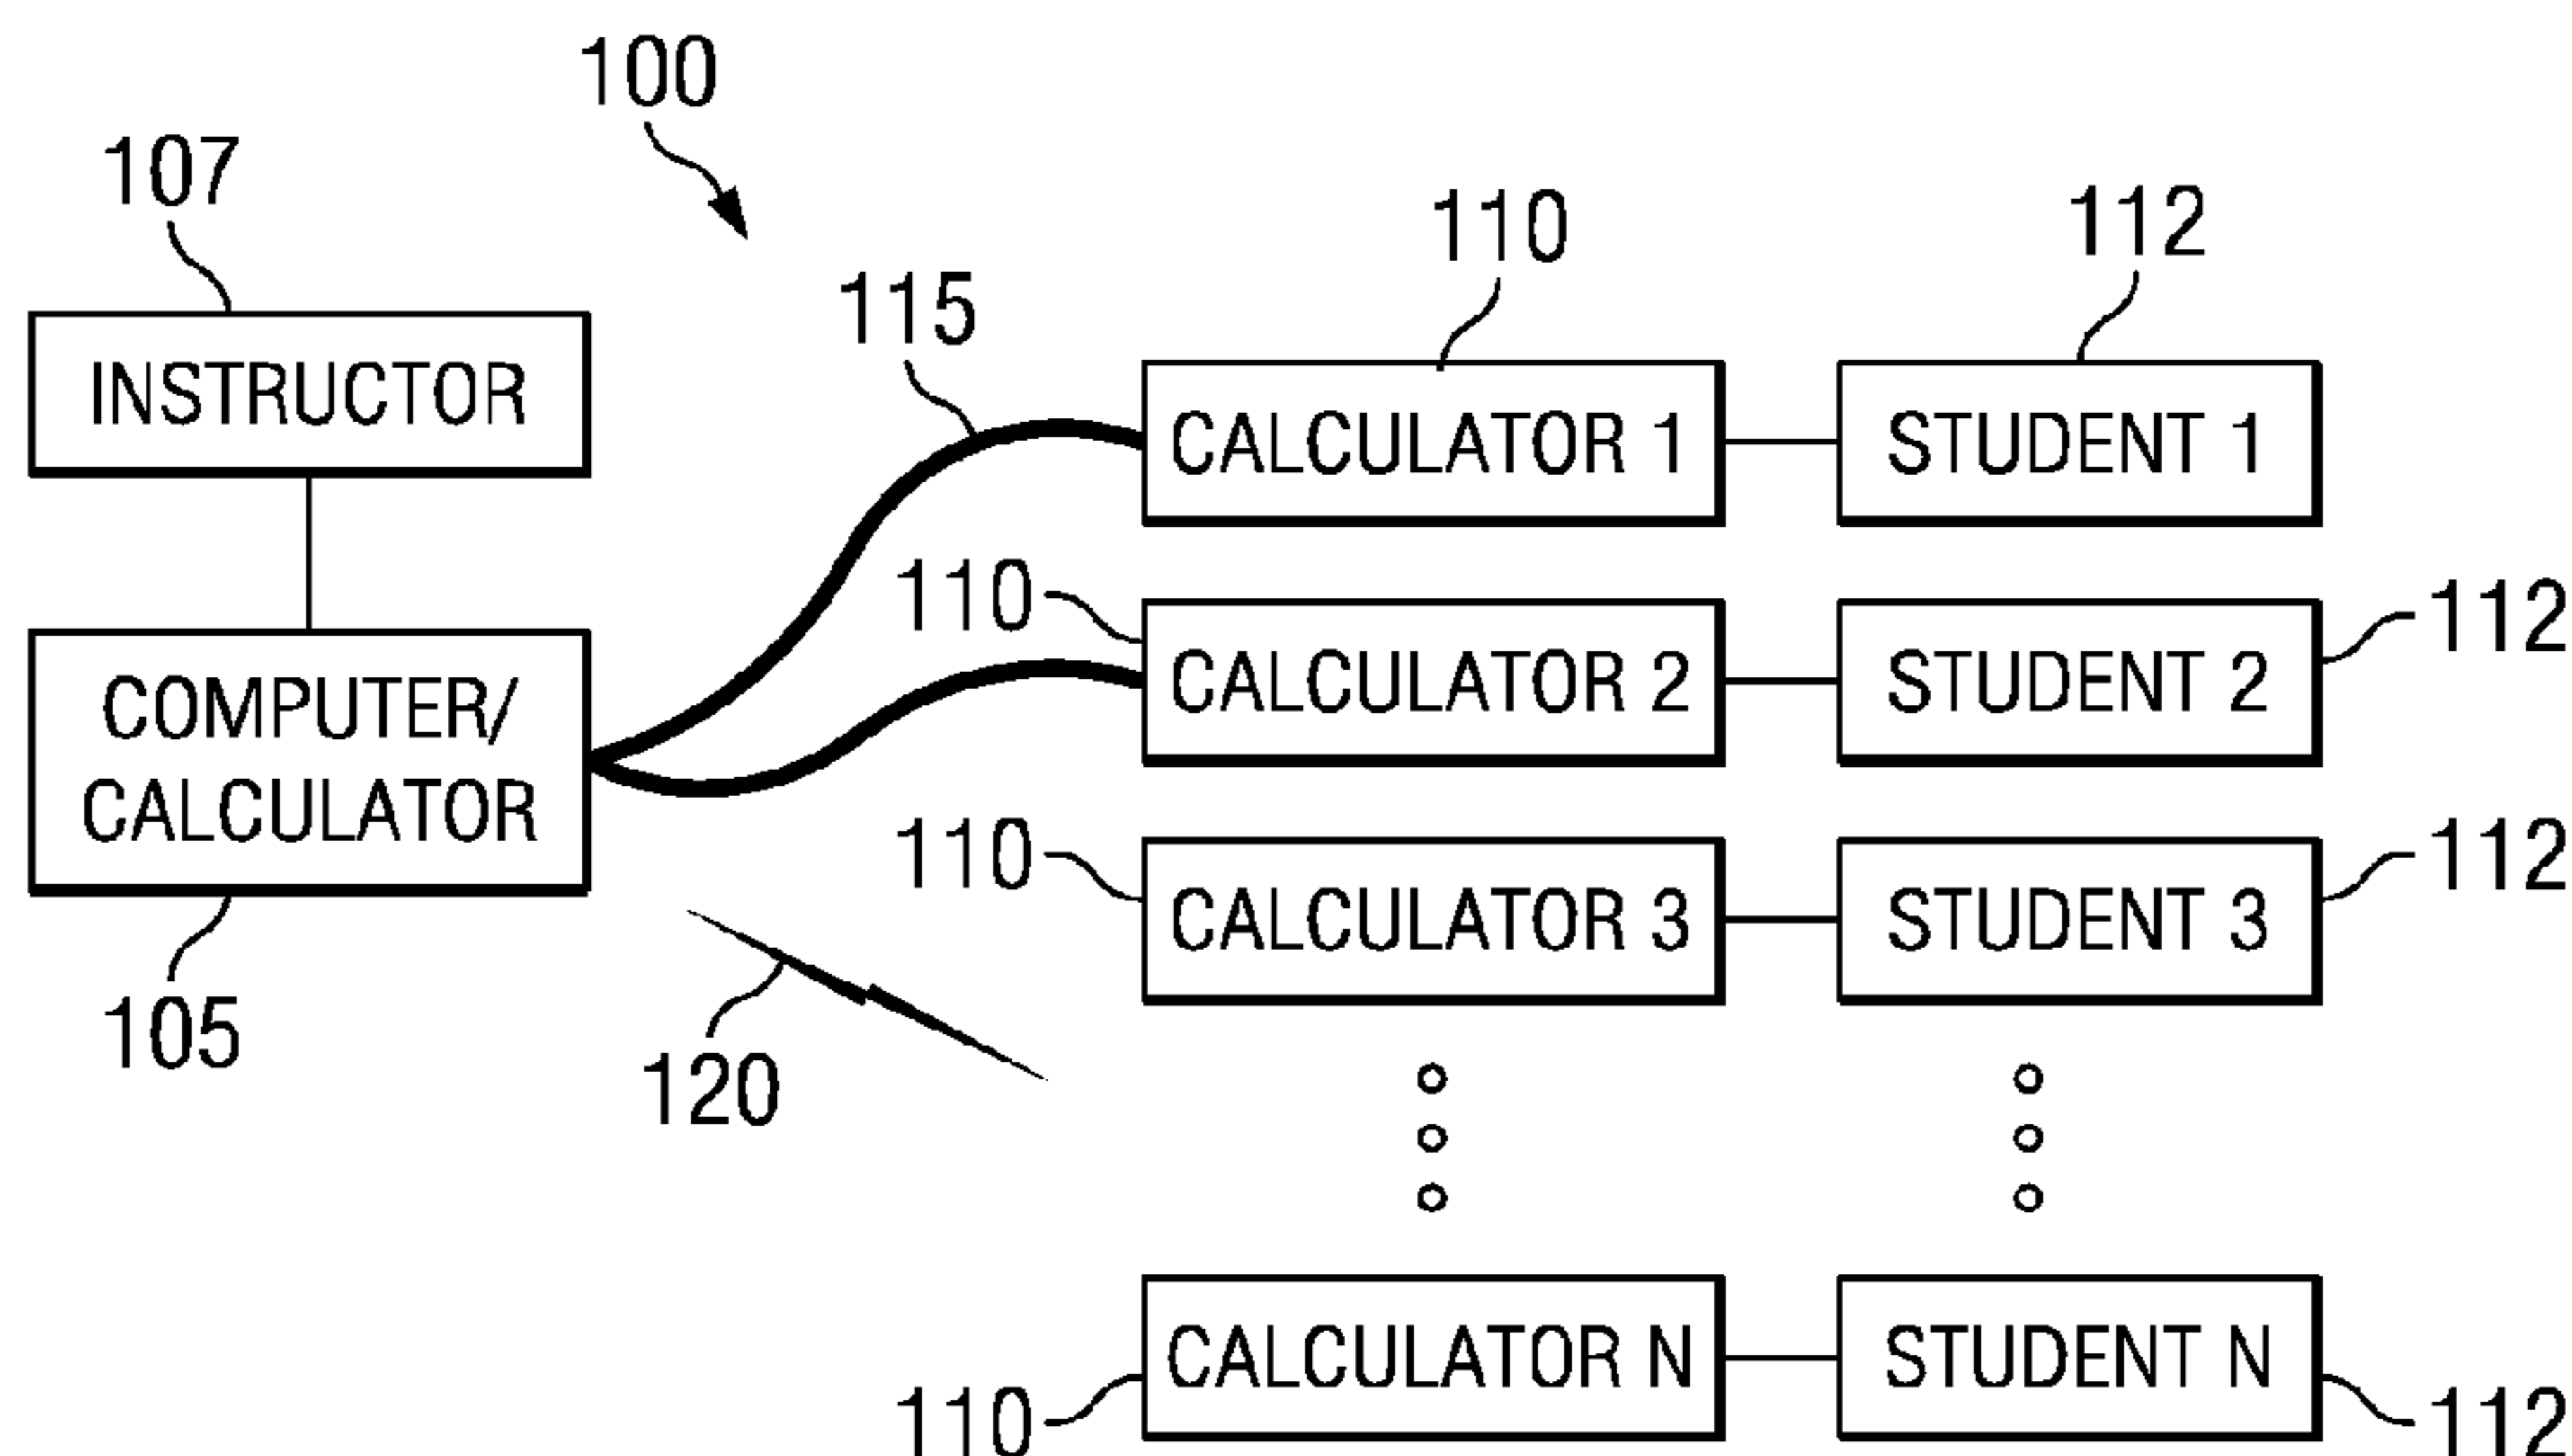 100
107
110
112
115
INSTRUCTOR
CALCULATOR 1
STUDENT 1
110
112
COMPUTER/
CALCULATOR
CALCULATOR 2
STUDENT 2
110
112
CALCULATOR 3
STUDENT 3
105
120
CALCULATOR N
STUDENT N
110
112